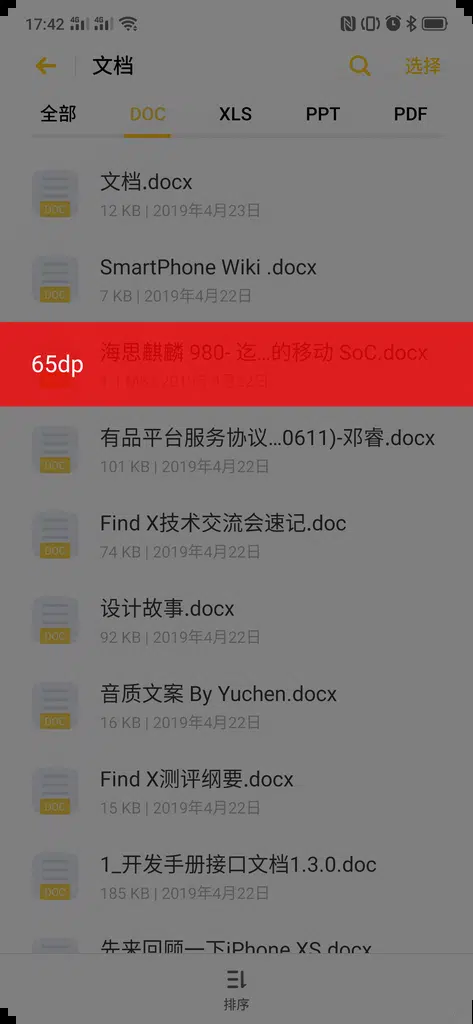 17:42
文档
选择
全部
DOC
XLS
PPT
PDF
文档.docx
DOC
12 KB | 2019年4月23日
SmartPhone Wiki .docx
DOC
7 KB | 2019年4月22日
65dp
海思麒麟 980- 迄...的移动 SoC.docx
2019年4月22日
有品平台服务协议...0611)-邓睿.docx
DOC
101 KB | 2019年4月22日
Find X技术交流会速记.doc
DOC
74 KB | 2019年4月22日
设计故事.docx
DOC
92 KB | 2019年4月22日
音质文案 By Yuchen.docx
DOC
16 KB | 2019年4月22日
Find X测评纲要.docx
DOC
15 KB | 2019年4月22日
1_开发手册接口文档1.3.0.doc
DOC
185 KB | 2019年4月22日
先来回顾一下iPhone XS.docx
排序